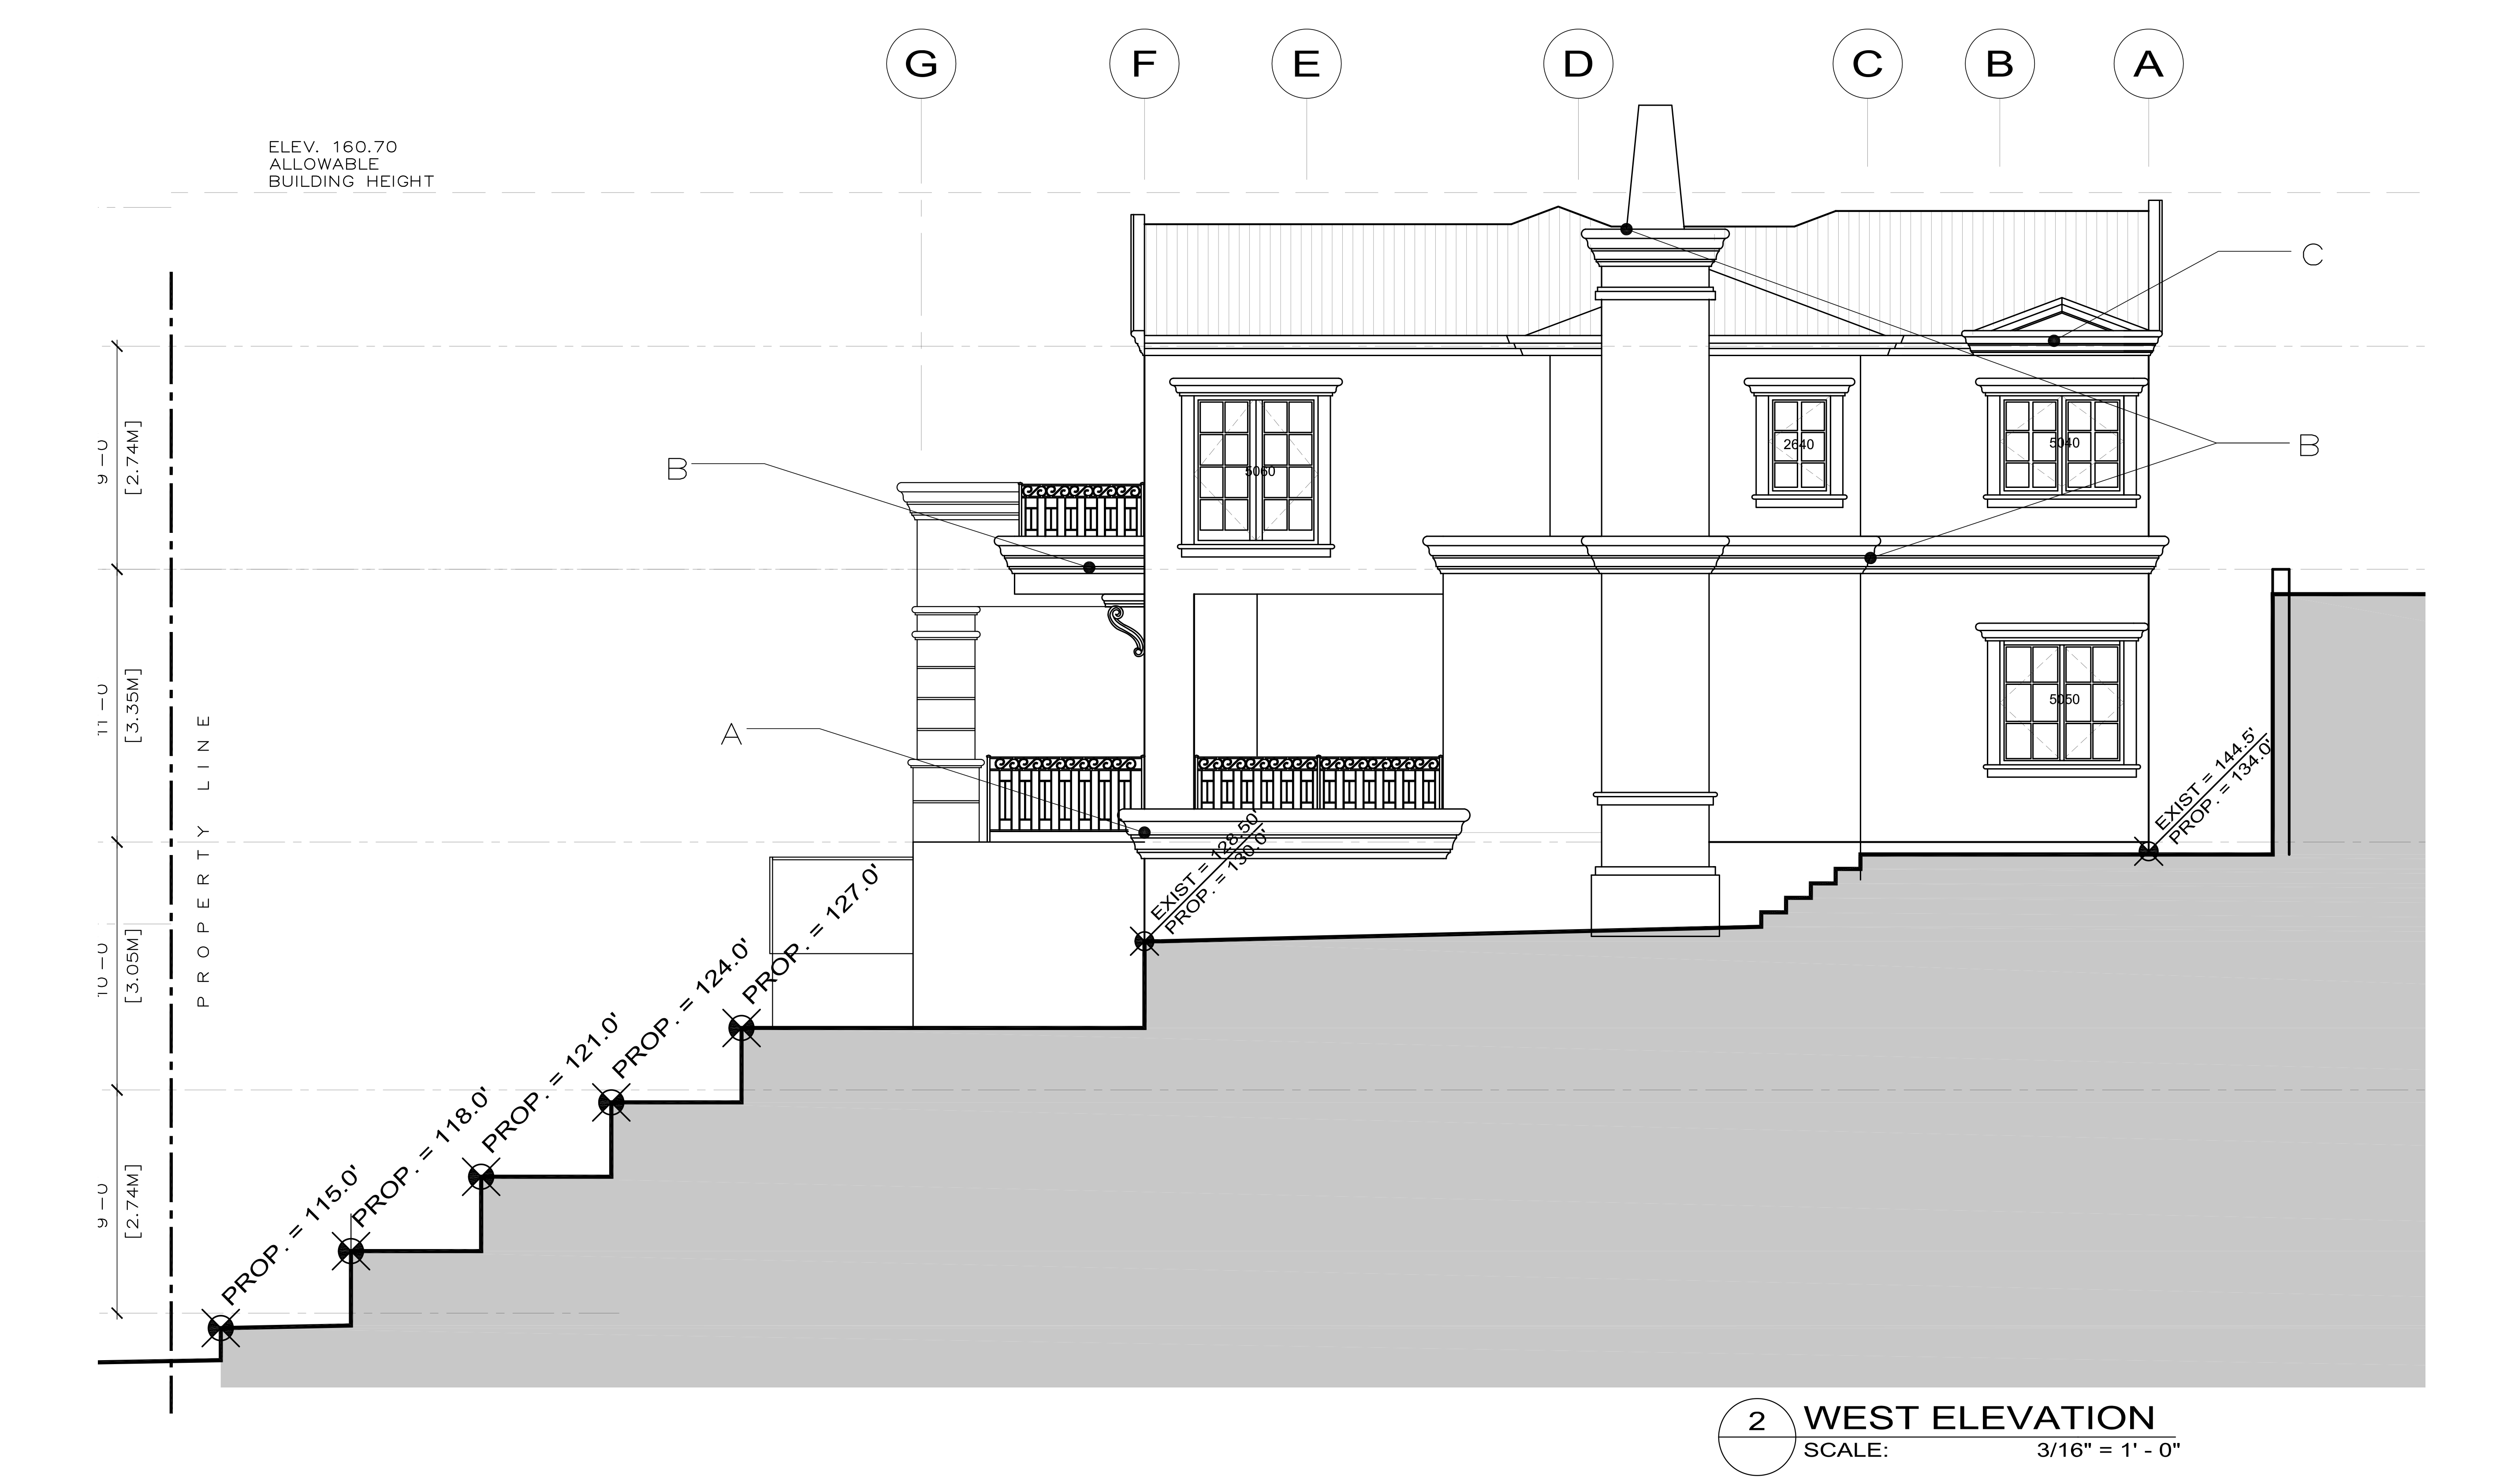 G F E D C B A
ELEV. 160.70
ALLOWABLE
BUILDING HEIGHT
C
B
B
A
9-0
[2.74M]
11-0
[3.35M]
10-0
[3.05M]
9-0
[2.74M]
PROPERTY LINE
5060
2640
5040
5050
EXIST = 144.5'
PROP. = 134.0'
EXIST = 128.50'
PROP. = 130.0'
PROP. = 127.0'
PROP. = 124.0'
PROP. = 121.0'
PROP. = 118.0'
PROP. = 115.0'
2 WEST ELEVATION
SCALE: 3/16" = 1' - 0"